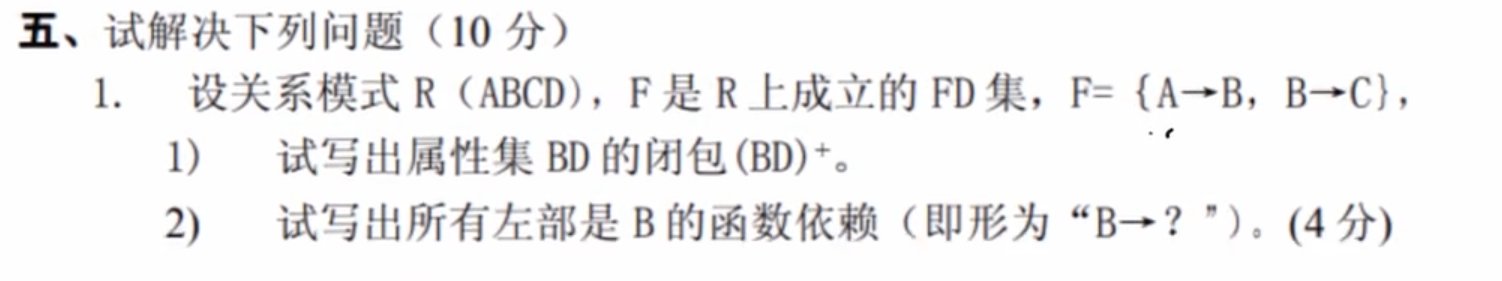 五、试解决下列问题（10 分）
1. 设关系模式 R（ABCD），F 是 R 上成立的 FD 集，F= {A→B，B→C}，
1) 试写出属性集 BD 的闭包(BD)⁺。
2) 试写出所有左部是 B 的函数依赖（即形为“B→？”）。(4 分)